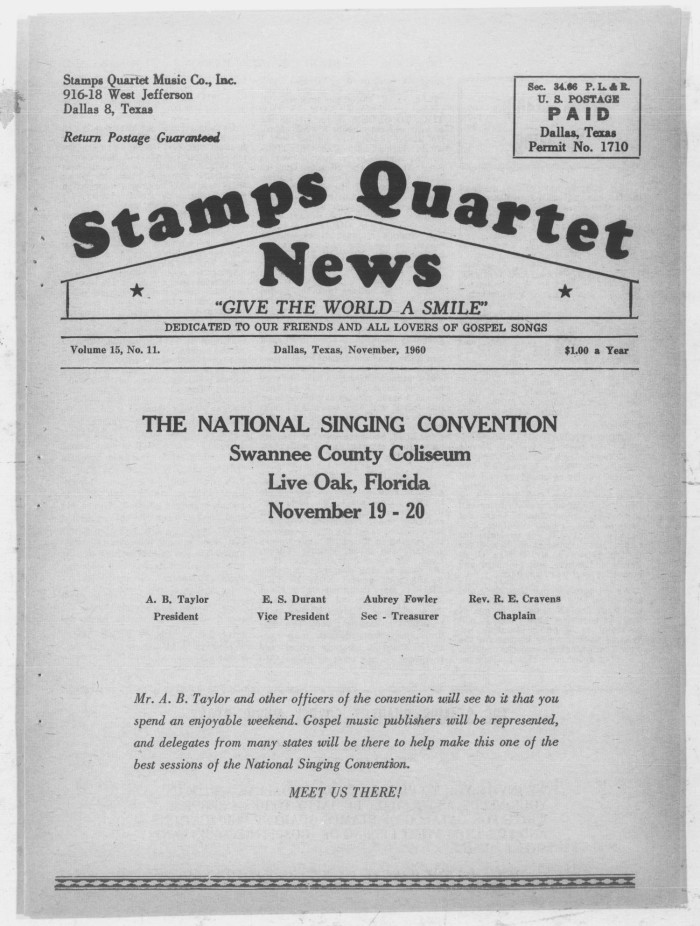 Stamps Quartet Music Co., Inc.
916-18 West Jefferson
Dallas 8, Texas
Return Postage Guaranteed
Sec. 34.66 P. L. & R.
U. S. POSTAGE
PAID
Dallas, Texas
Permit No. 1710
Stamps Quartet
News
"GIVE THE WORLD A SMILE"
DEDICATED TO OUR FRIENDS AND ALL LOVERS OF GOSPEL SONGS
Volume 15, No. 11. Dallas, Texas, November, 1960 $1.00 a Year
THE NATIONAL SINGING CONVENTION
Swannee County Coliseum
Live Oak, Florida
November 19 - 20
A. B. Taylor E. S. Durant Aubrey Fowler Rev. R. E. Cravens
President Vice President Sec - Treasurer Chaplain
Mr. A. B. Taylor and other officers of the convention will see to it that you
spend an enjoyable weekend. Gospel music publishers will be represented,
and delegates from many states will be there to help make this one of the
best sessions of the National Singing Convention.
MEET US THERE!